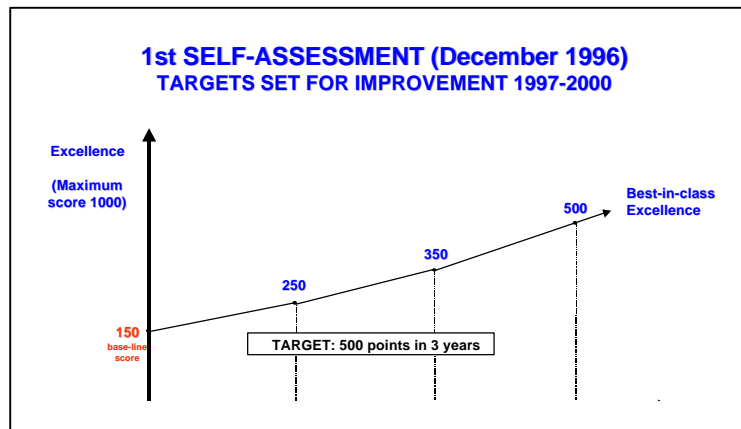 1st SELF-ASSESSMENT (December 1996)
TARGETS SET FOR IMPROVEMENT 1997-2000
Excellence
(Maximum
score 1000)
Best-in-class
Excellence
500
350
250
150
base-line
score
TARGET: 500 points in 3 years